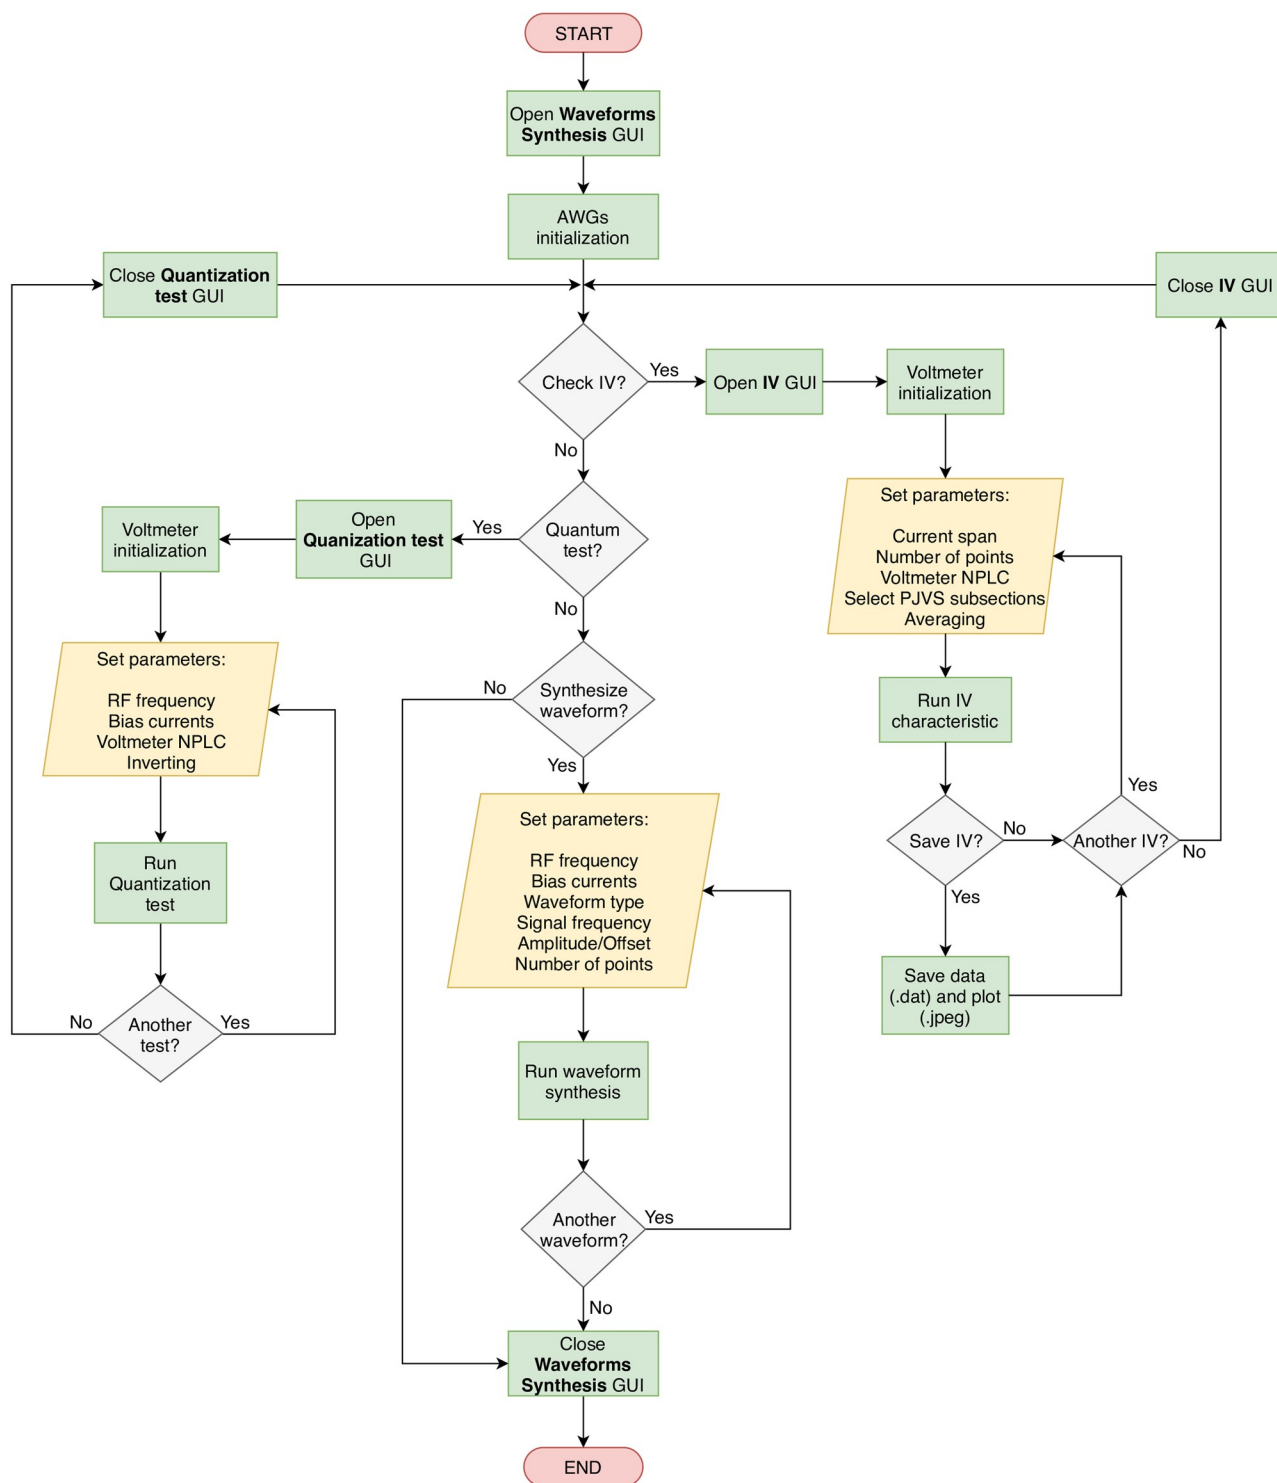 START
Open Waveforms
Synthesis GUI
AWGs
initialization
Close Quantization
test GUI
Close IV GUI
Check IV?
Yes
Open IV GUI
Voltmeter
initialization
No
Set parameters:
Current span
Number of points
Voltmeter NPLC
Select PJVS subsections
Averaging
Quantum
test?
Yes
Open
Quanization test
GUI
Voltmeter
initialization
No
Set parameters:
RF frequency
Bias currents
Voltmeter NPLC
Inverting
Synthesize
waveform?
No
Yes
Run IV
characteristic
Save IV?
No
Another IV?
Yes
No
Yes
Save data
(.dat) and plot
(.jpeg)
Run
Quantization
test
Another
test?
No
Yes
Set parameters:
RF frequency
Bias currents
Waveform type
Signal frequency
Amplitude/Offset
Number of points
Run waveform
synthesis
Another
waveform?
Yes
No
Close
Waveforms
Synthesis GUI
END